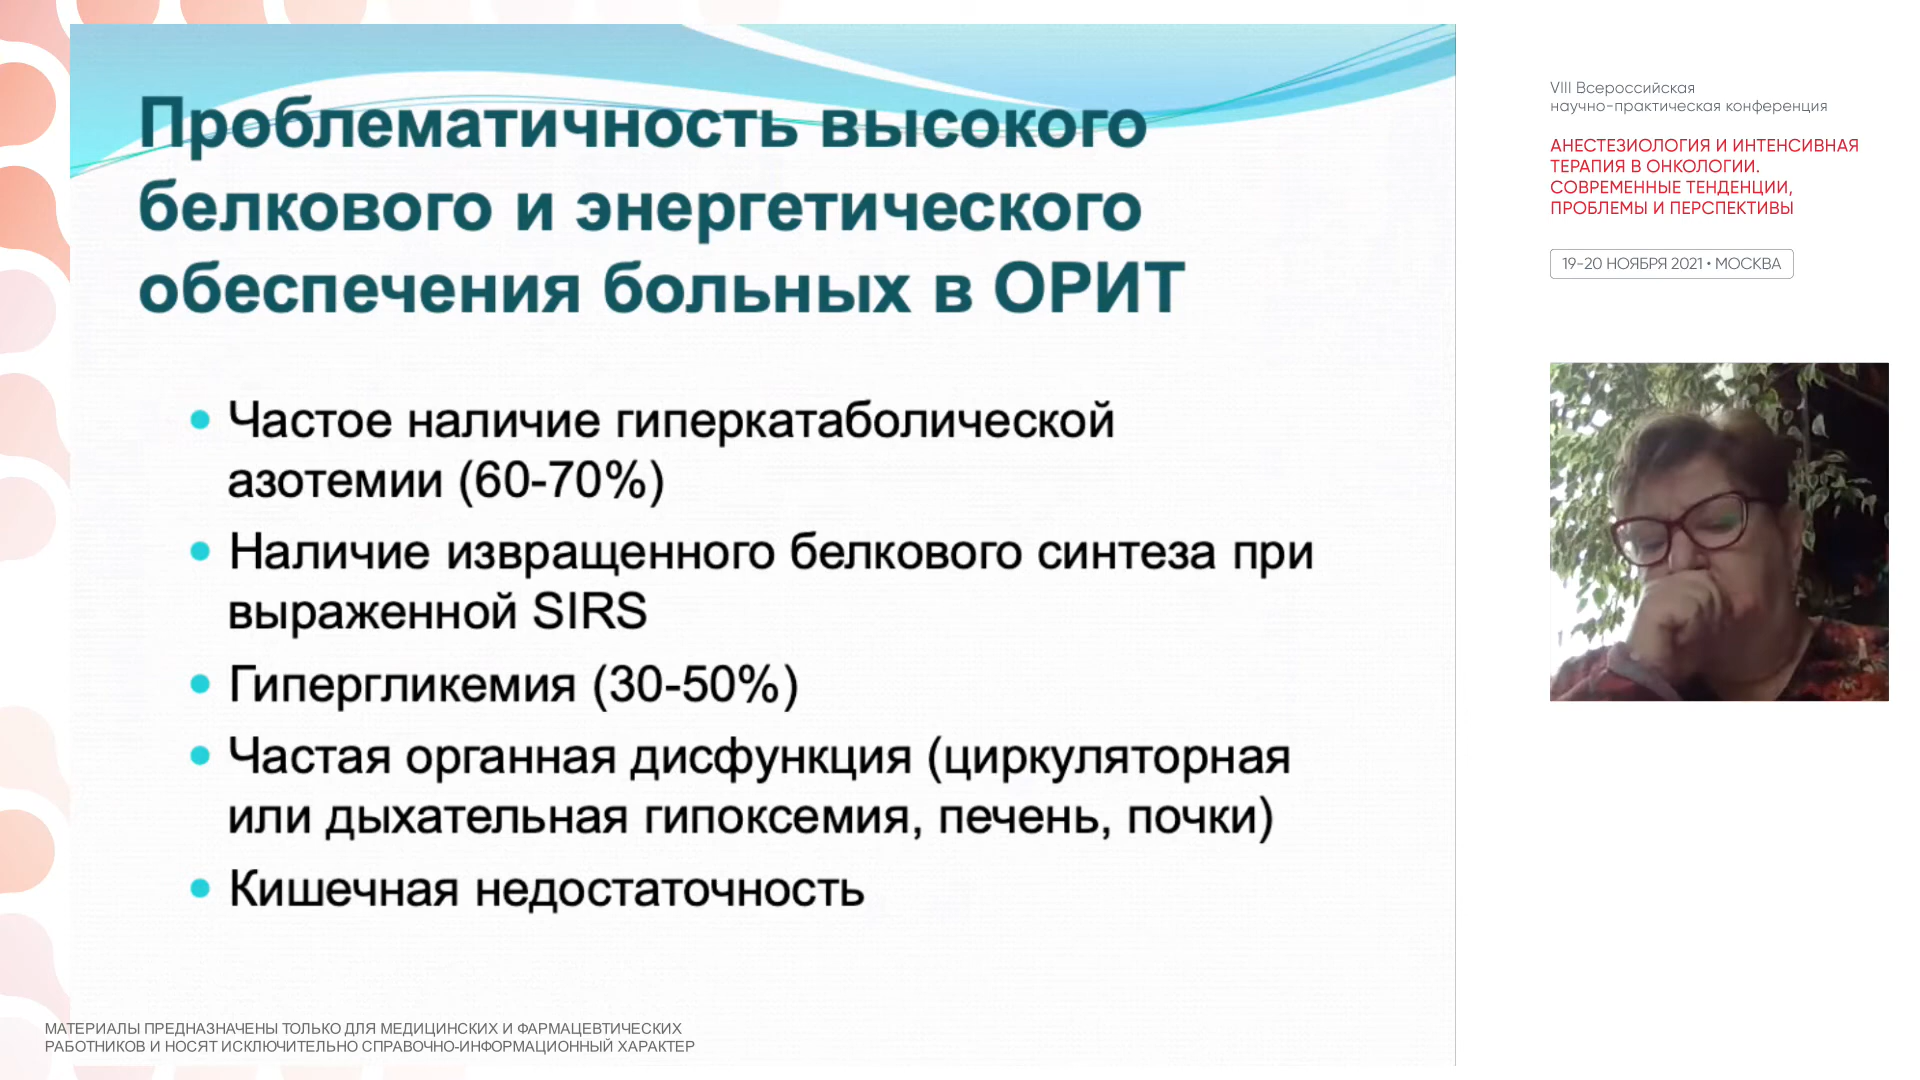 Проблематичность высокого
белкового и энергетического
обеспечения больных в ОРИТ
• Частое наличие гиперкатаболической
азотемии (60-70%)
• Наличие извращенного белкового синтеза при
выраженной SIRS
• Гипергликемия (30-50%)
• Частая органная дисфункция (циркуляторная
или дыхательная гипоксемия, печень, почки)
• Кишечная недостаточность
МАТЕРИАЛЫ ПРЕДНАЗНАЧЕНЫ ТОЛЬКО ДЛЯ МЕДИЦИНСКИХ И ФАРМАЦЕВТИЧЕСКИХ
РАБОТНИКОВ И НОСЯТ ИСКЛЮЧИТЕЛЬНО СПРАВОЧНО-ИНФОРМАЦИОННЫЙ ХАРАКТЕР
VIII Всероссийская
научно-практическая конференция
АНЕСТЕЗИОЛОГИЯ И ИНТЕНСИВНАЯ
ТЕРАПИЯ В ОНКОЛОГИИ.
СОВРЕМЕННЫЕ ТЕНДЕНЦИИ,
ПРОБЛЕМЫ И ПЕРСПЕКТИВЫ
19-20 НОЯБРЯ 2021 • МОСКВА